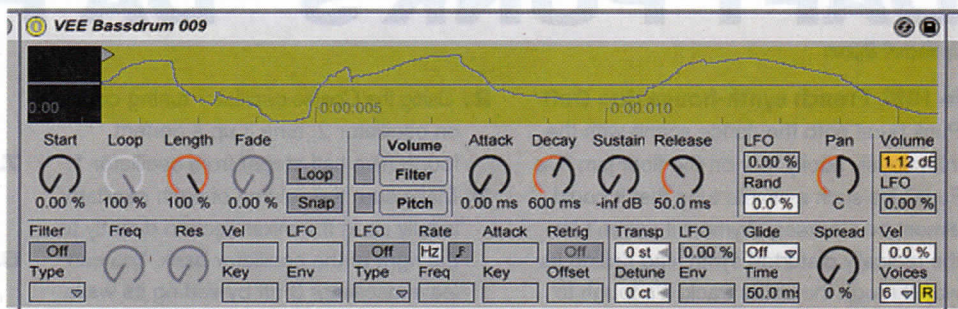 VEE Bassdrum 009
0:00 0:00:005 0:00:010
Start Loop Length Fade Volume Attack Decay Sustain Release LFO Pan Volume
Loop Filter 0.00 % 1.12 dB
Rand LFO
0.00 % 100 % 100 % 0.00 % Snap Pitch 0.00 ms 600 ms -inf dB 50.0 ms 0.0 % C 0.00 %
Filter Freq Res Vel LFO LFO Rate Attack Retrig Transp LFO Glide Spread Vel
Off Off Hz Off 0 st 0.00 % Off 0.0 %
Type Key Env Type Freq Key Offset Detune Env Time Voices
0 ct 50.0 m 0 % 6 R